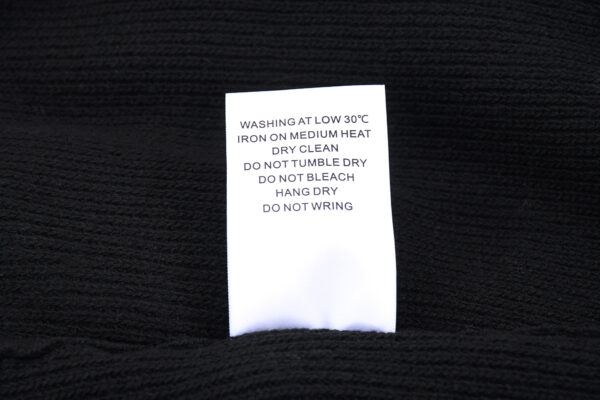 WASHING AT LOW 30℃
IRON ON MEDIUM HEAT
DRY CLEAN
DO NOT TUMBLE DRY
DO NOT BLEACH
HANG DRY
DO NOT WRING